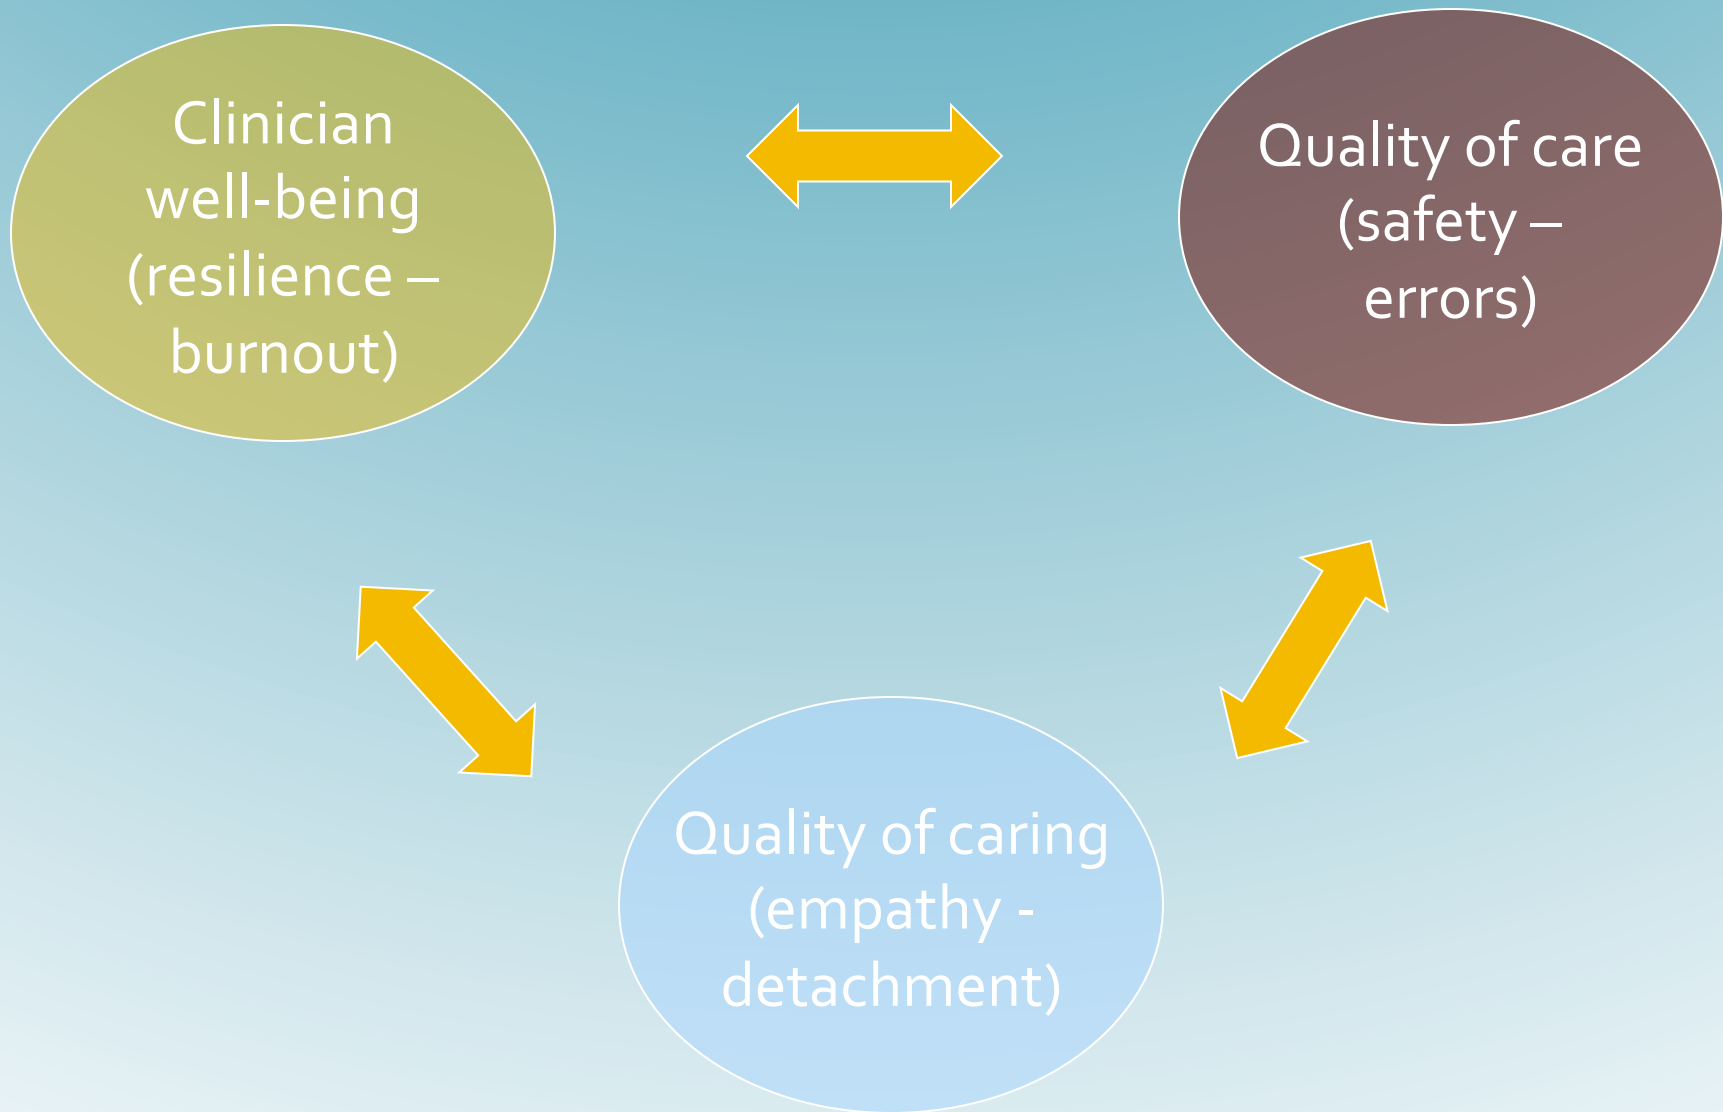 Clinician
well-being
(resilience –
burnout)
Quality of care
(safety –
errors)
Quality of caring
(empathy -
detachment)